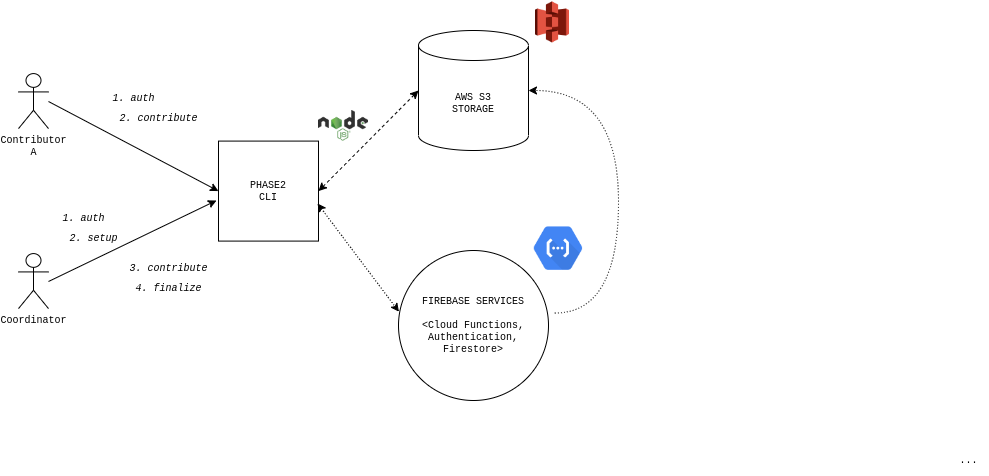 AWS S3
STORAGE
1. auth
2. contribute
node
JS
Contributor
A
PHASE2
CLI
1. auth
2. setup
3. contribute
4. finalize
Coordinator
FIREBASE SERVICES
<Cloud Functions,
Authentication,
Firestore>
...